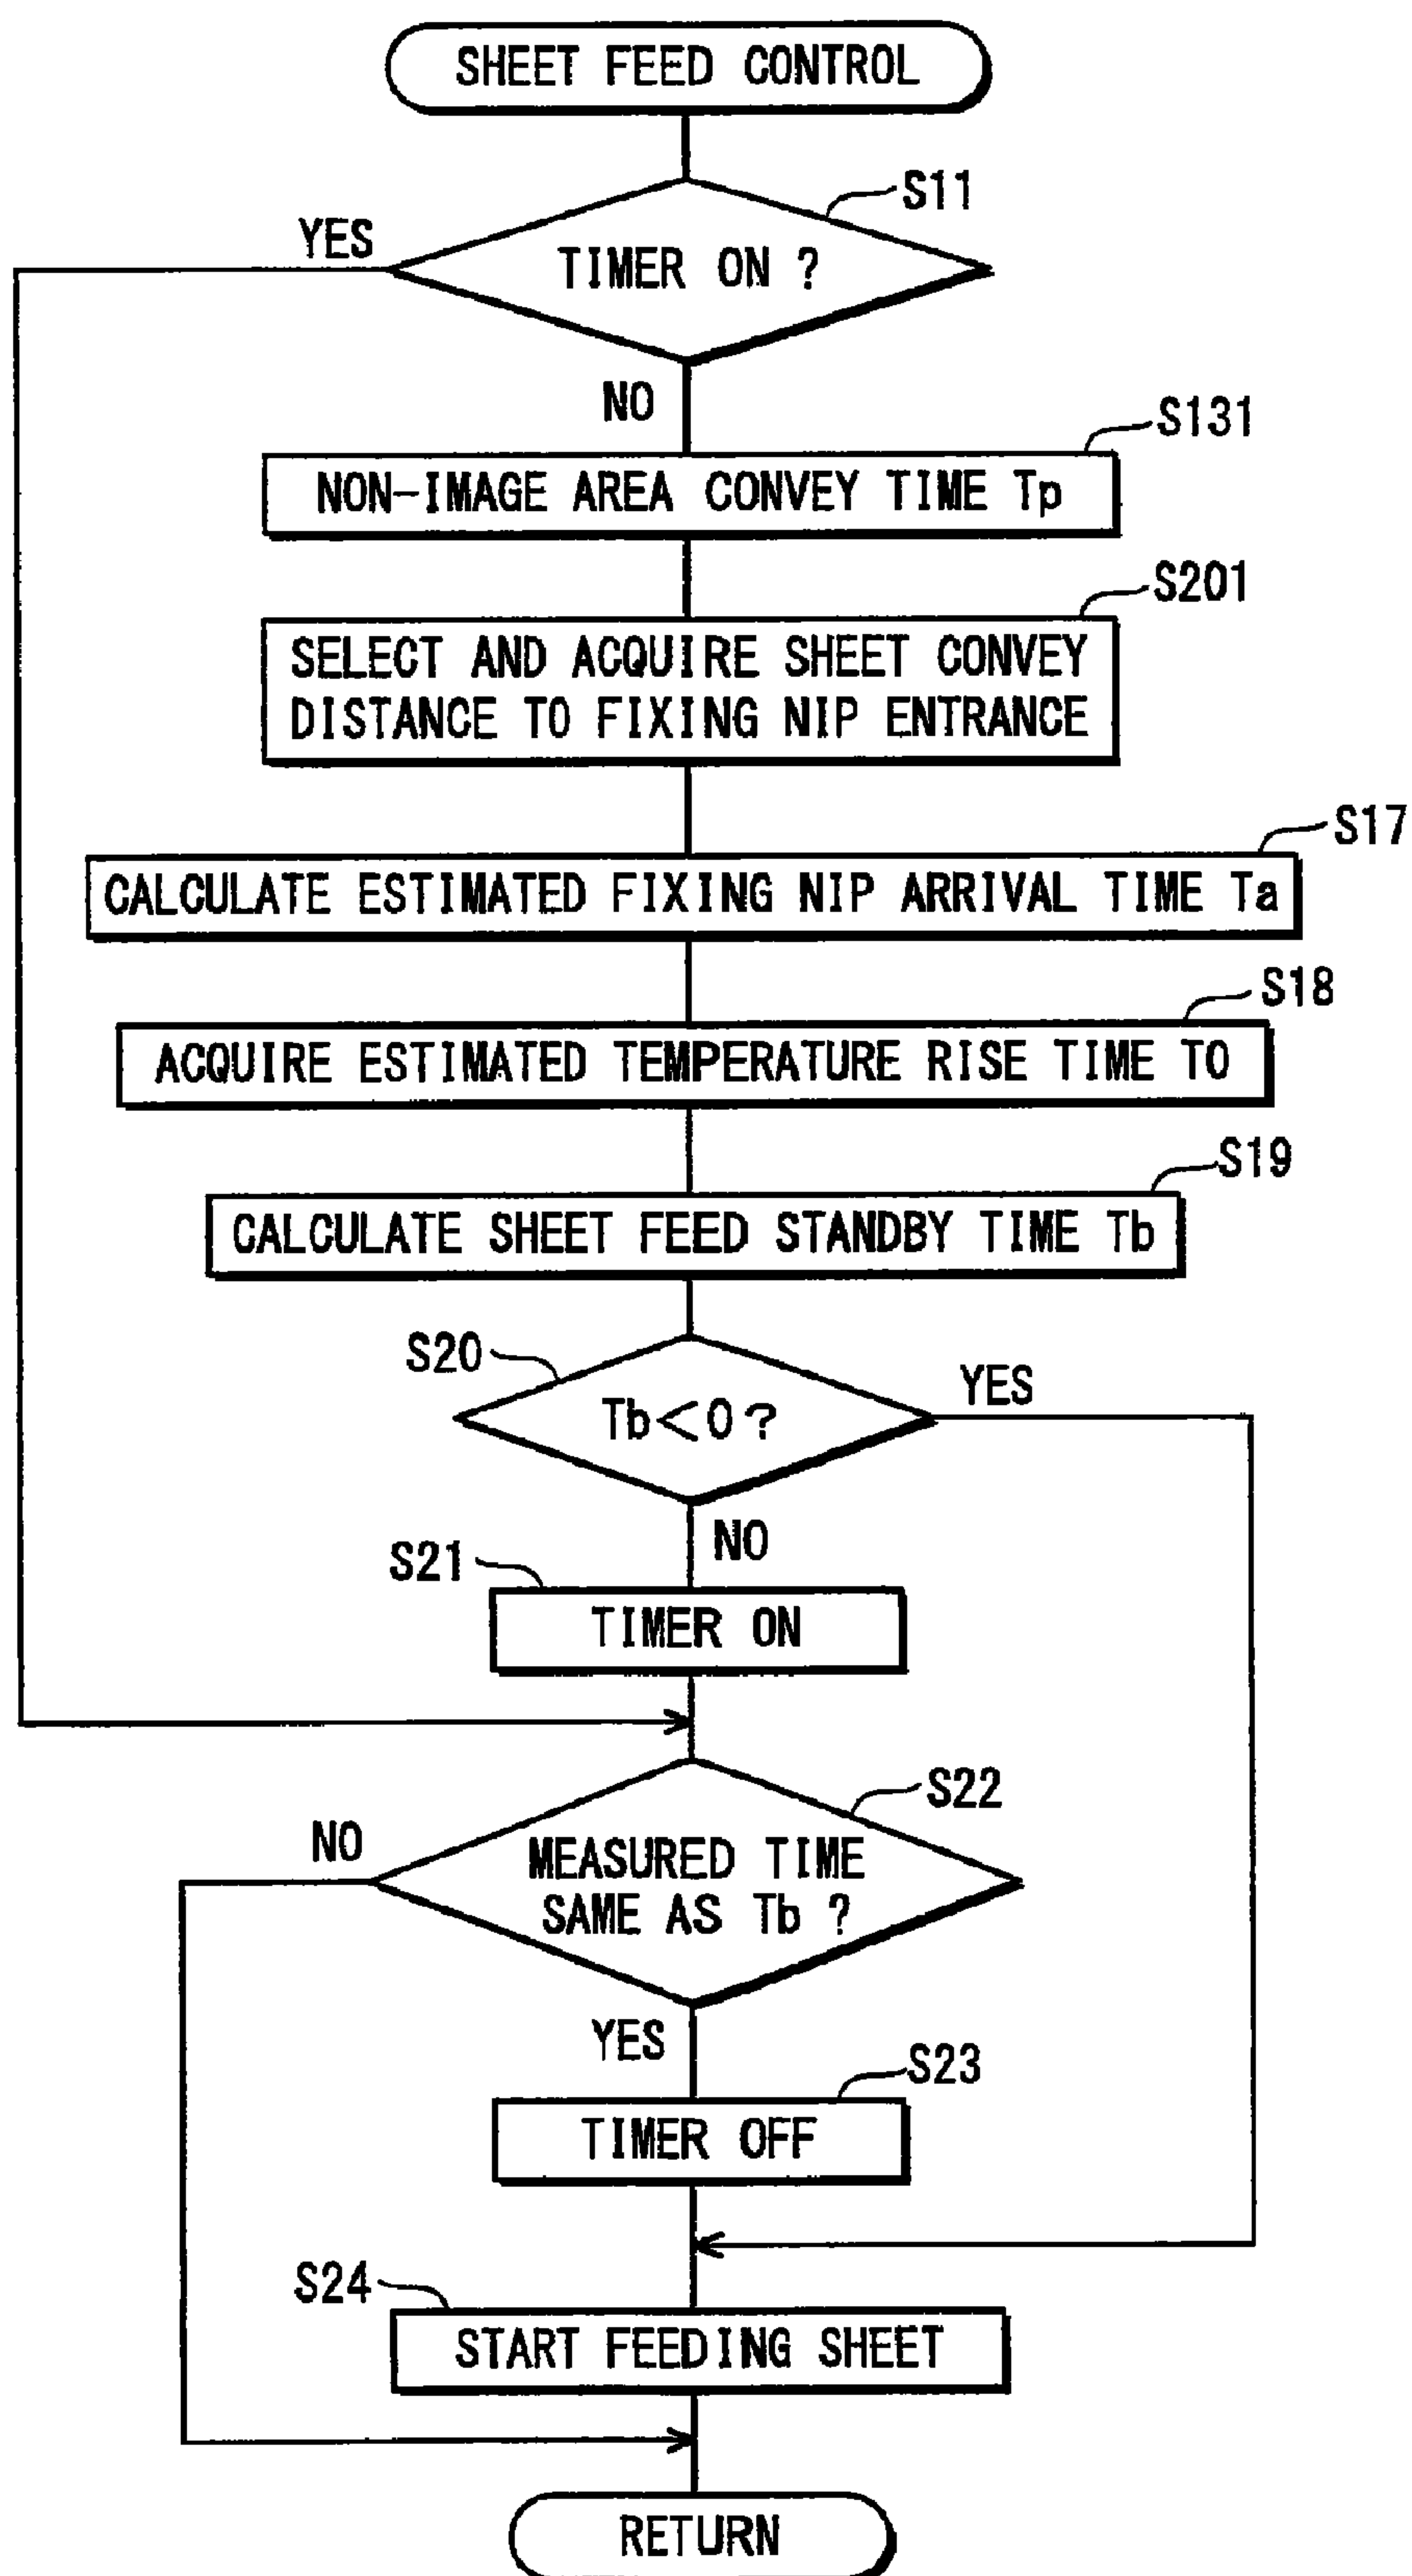 SHEET FEED CONTROL
S11
YES
TIMER ON ?
NO
S131
NON-IMAGE AREA CONVEY TIME Tp
S201
SELECT AND ACQUIRE SHEET CONVEY
DISTANCE TO FIXING NIP ENTRANCE
S17
CALCULATE ESTIMATED FIXING NIP ARRIVAL TIME Ta
S18
ACQUIRE ESTIMATED TEMPERATURE RISE TIME T0
S19
CALCULATE SHEET FEED STANDBY TIME Tb
S20
YES
Tb<0?
NO
S21
TIMER ON
S22
NO
MEASURED TIME
SAME AS Tb ?
YES
S23
TIMER OFF
S24
START FEEDING SHEET
RETURN